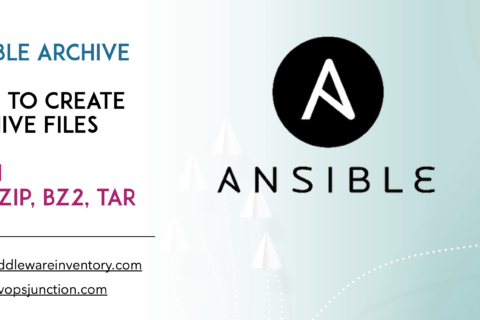 BLE ARCHIVE
TO CREATE
IVE FILES
ZIP, BZ2, TAR
ddlewareinventory.com
vopsjunction.com
ANSIBLE